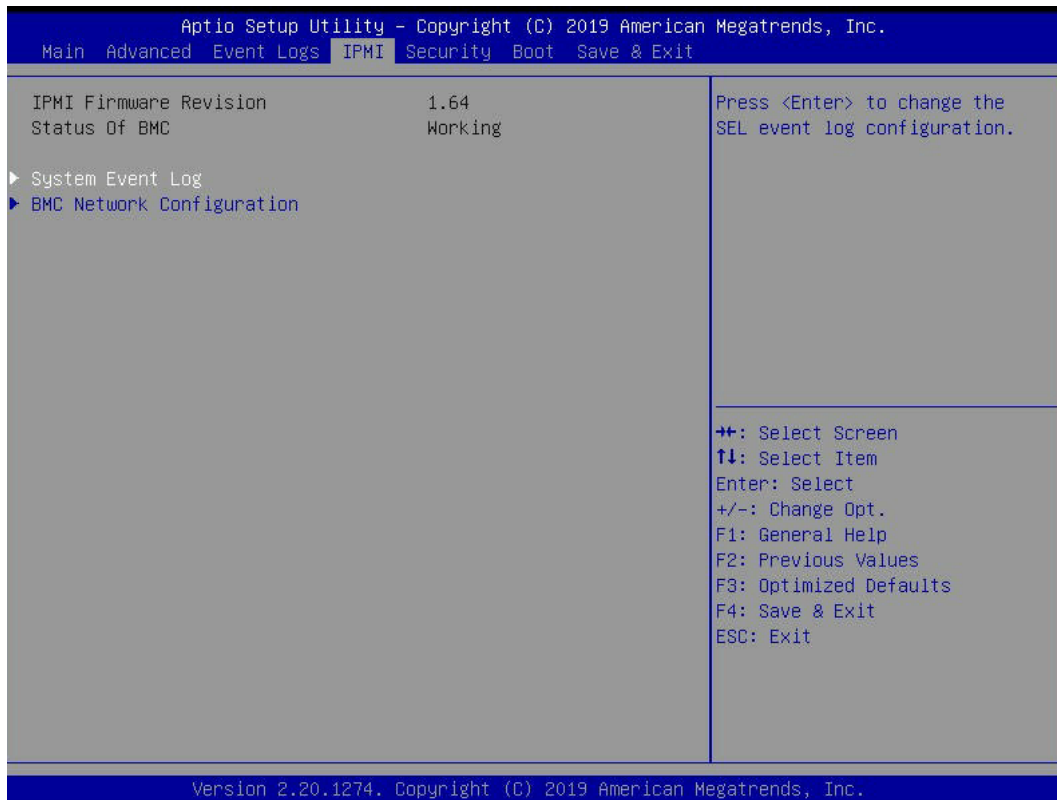 Aptio Setup Utility – Copyright (C) 2019 American Megatrends, Inc.
Main Advanced Event Logs IPMI Security Boot Save & Exit
IPMI Firmware Revision 1.64
Status Of BMC Working
► System Event Log
► BMC Network Configuration
Press <Enter> to change the
SEL event log configuration.
→←: Select Screen
↑↓: Select Item
Enter: Select
+/-: Change Opt.
F1: General Help
F2: Previous Values
F3: Optimized Defaults
F4: Save & Exit
ESC: Exit
Version 2.20.1274. Copyright (C) 2019 American Megatrends, Inc.